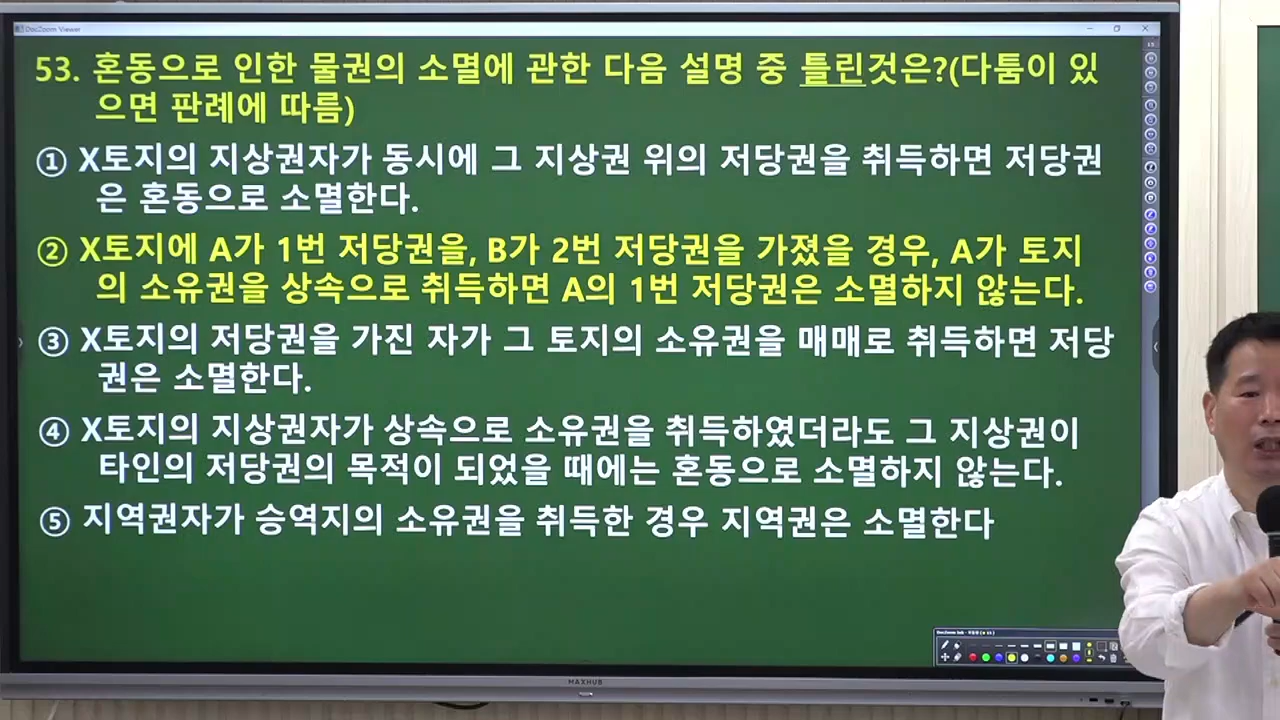 DocZoom Viewer
53. 혼동으로 인한 물권의 소멸에 관한 다음 설명 중 틀린것은?(다툼이 있
으면 판례에 따름)
① X토지의 지상권자가 동시에 그 지상권 위의 저당권을 취득하면 저당권
은 혼동으로 소멸한다.
② X토지에 A가 1번 저당권을, B가 2번 저당권을 가졌을 경우, A가 토지
의 소유권을 상속으로 취득하면 A의 1번 저당권은 소멸하지 않는다.
③ X토지의 저당권을 가진 자가 그 토지의 소유권을 매매로 취득하면 저당
권은 소멸한다.
④ X토지의 지상권자가 상속으로 소유권을 취득하였더라도 그 지상권이
타인의 저당권의 목적이 되었을 때에는 혼동으로 소멸하지 않는다.
⑤ 지역권자가 승역지의 소유권을 취득한 경우 지역권은 소멸한다
MAXHUB